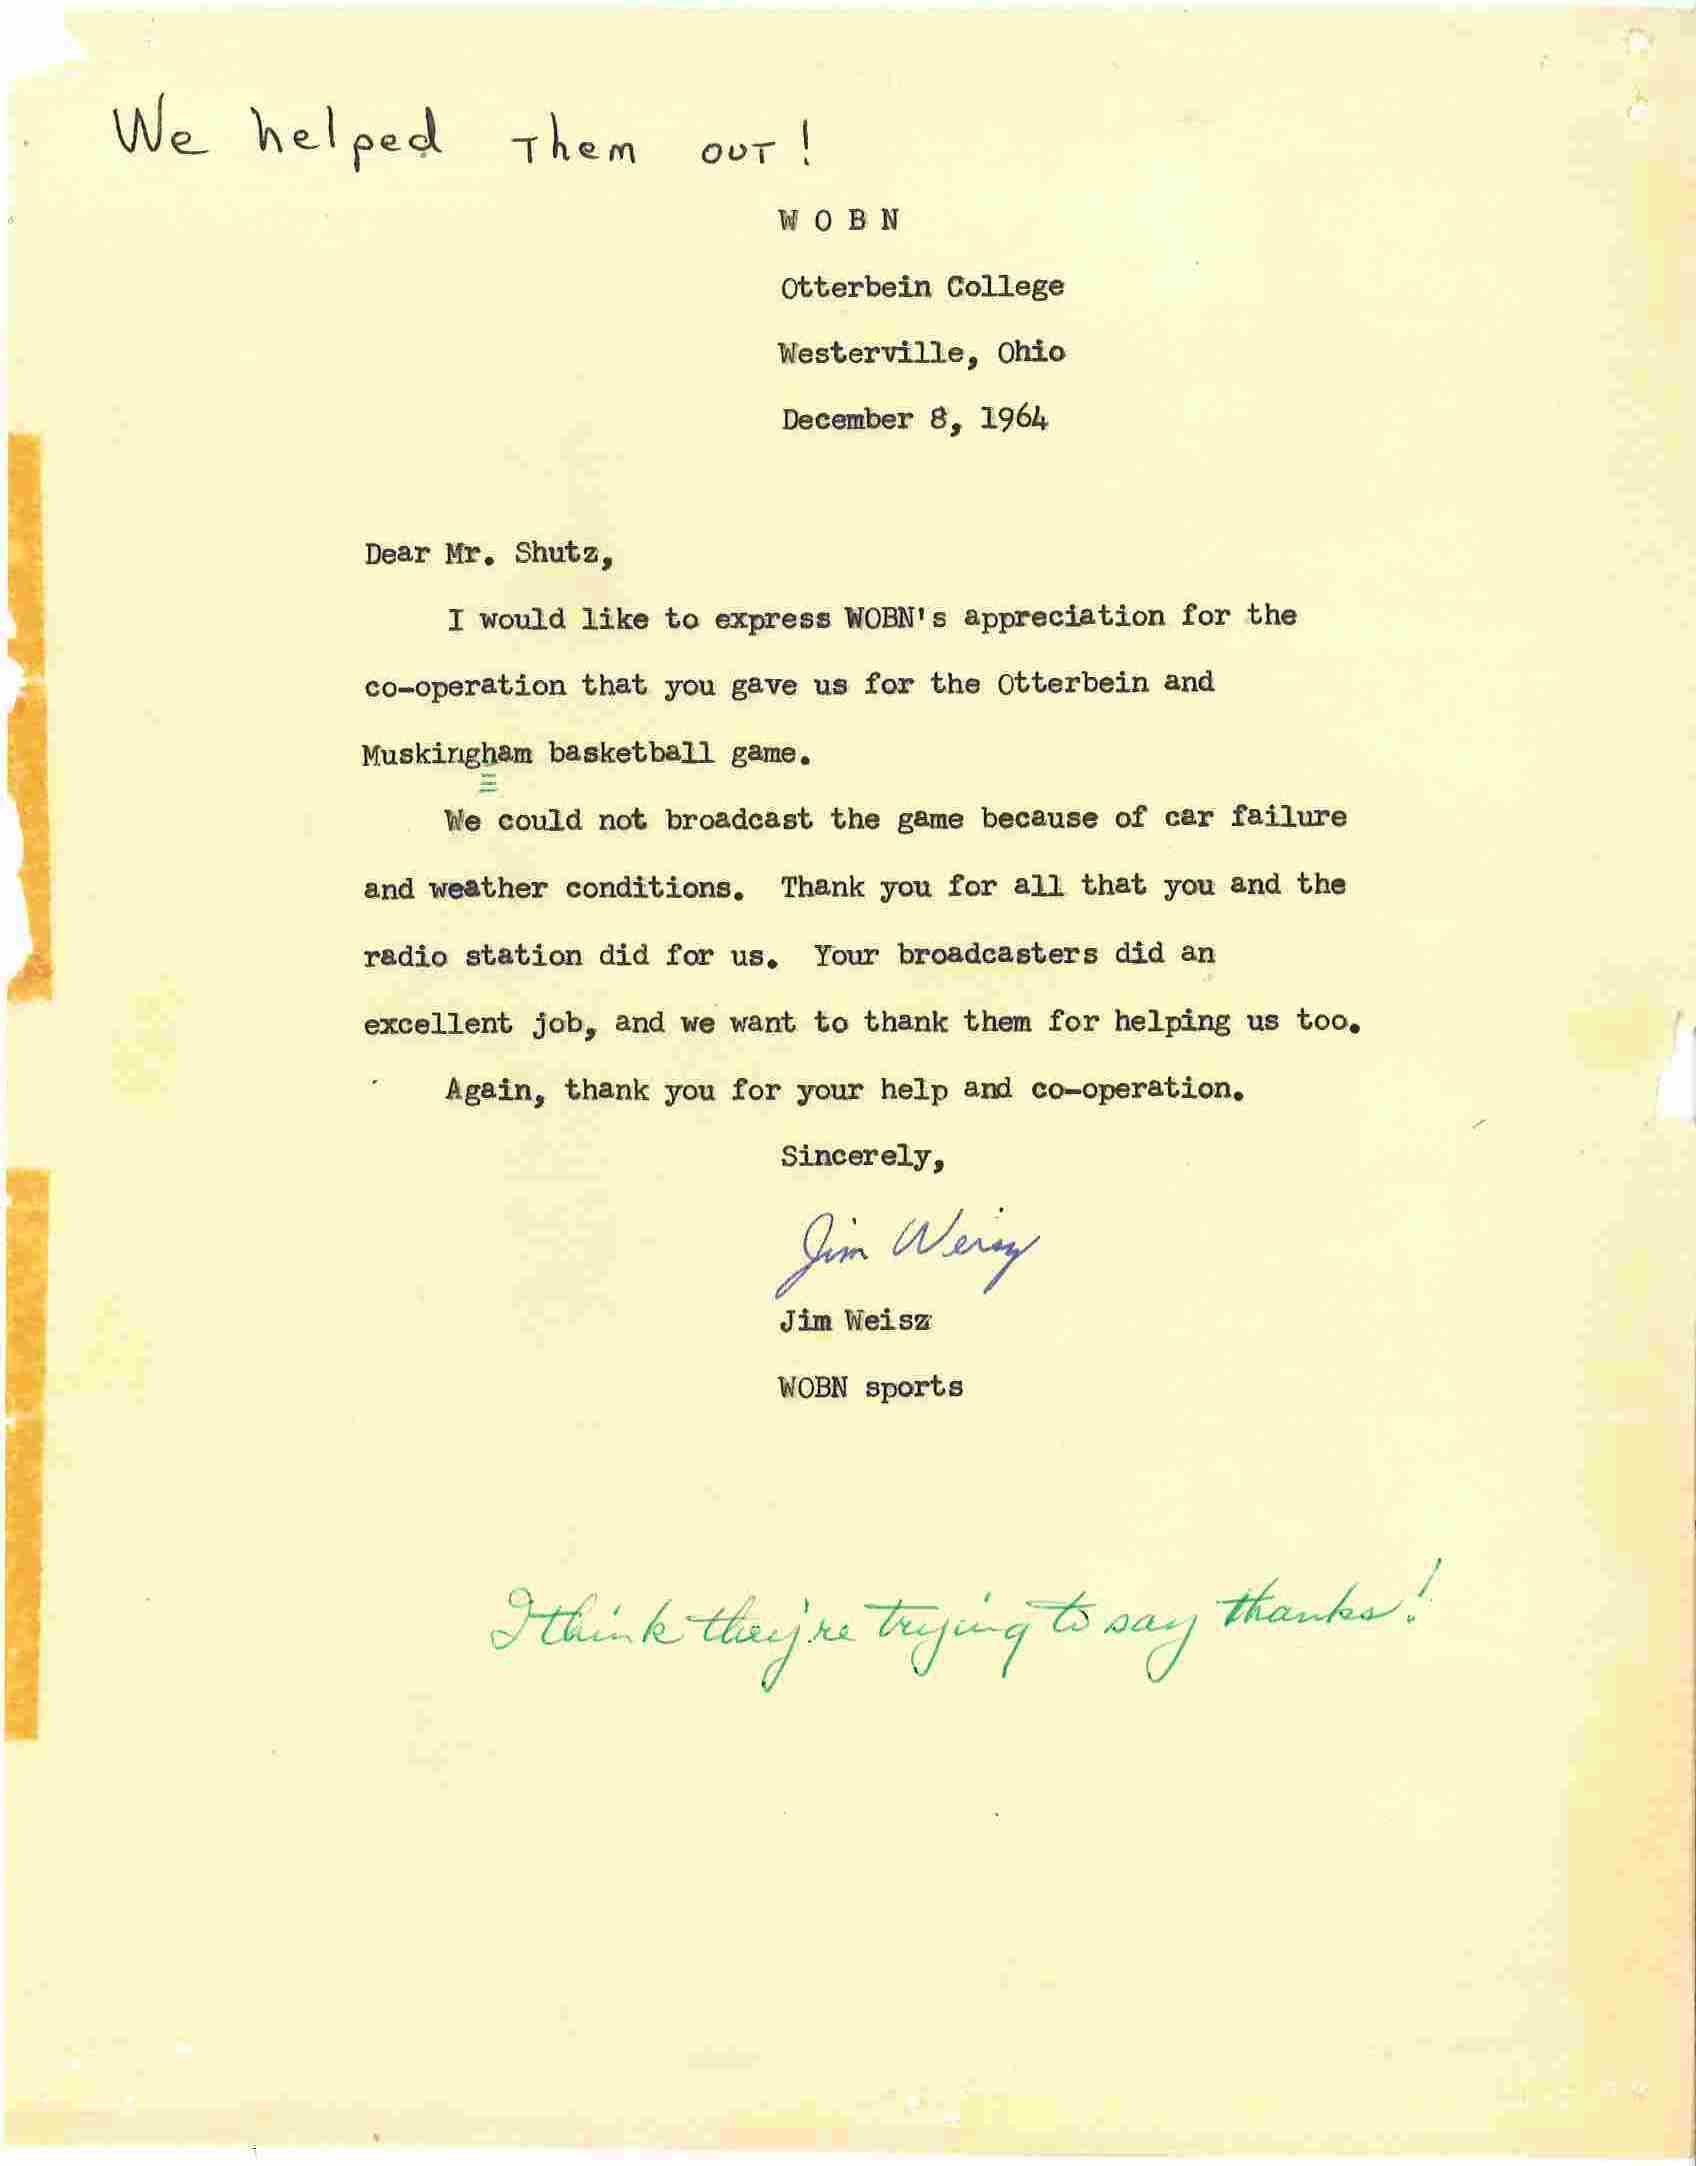 We helped Them OUT!
W O B N
Otterbein College
Westerville, Ohio
December 8, 1964
Dear Mr. Shutz,
I would like to express WOBN's appreciation for the
co-operation that you gave us for the Otterbein and
Muskingham basketball game.
We could not broadcast the game because of car failure
and weather conditions. Thank you for all that you and the
radio station did for us. Your broadcasters did an
excellent job, and we want to thank them for helping us too.
Again, thank you for your help and co-operation.
Sincerely,
Jim Weisz
Jim Weisz
WOBN sports
I think they're trying to say thanks!